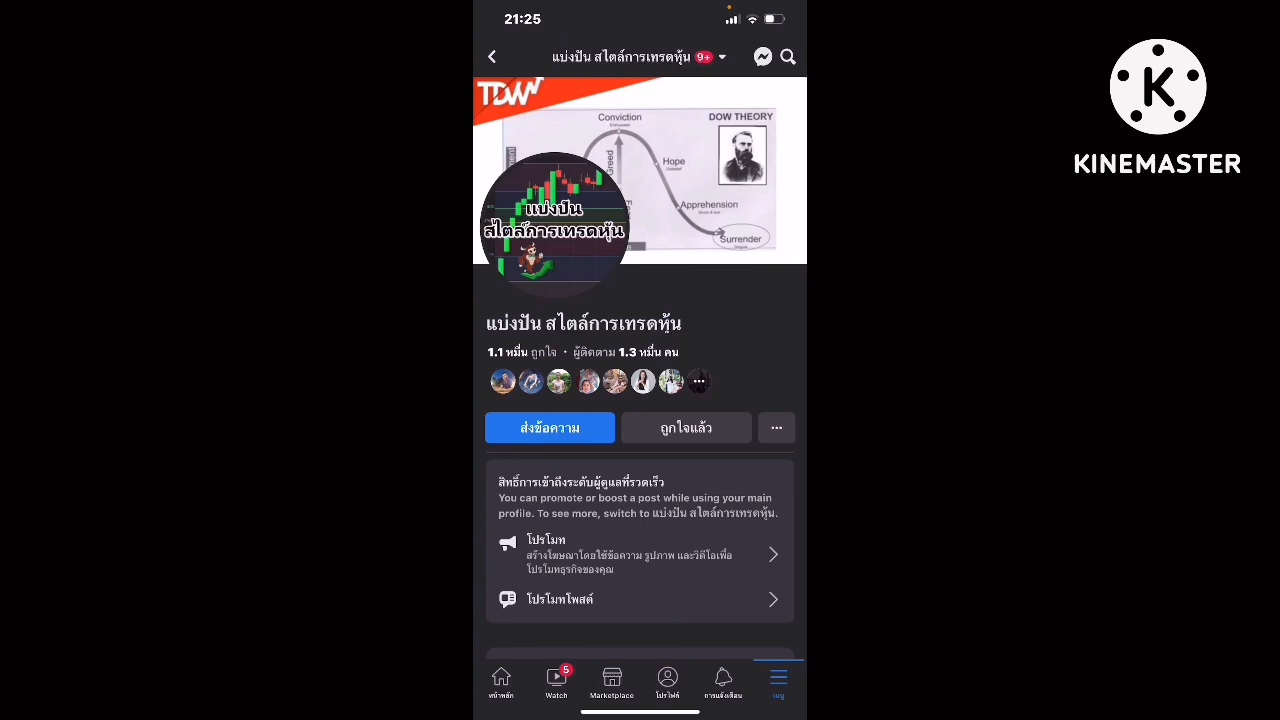 21:25
แบ่งปัน สไตล์การเทรดหุ้น 9+
K
KINEMASTER
TDW
Conviction
DOW THEORY
Greed
Hope
Apprehension
Surrender
แบ่งปัน
สไตล์การเทรดหุ้น
แบ่งปัน สไตล์การเทรดหุ้น
1.1 หมื่น ถูกใจ • ผู้ติดตาม 1.3 หมื่น คน
ส่งข้อความ
ถูกใจแล้ว
สิทธิ์การเข้าถึงระดับผู้ดูแลที่รวดเร็ว
You can promote or boost a post while using your main
profile. To see more, switch to แบ่งปัน สไตล์การเทรดหุ้น.
โปรโมท
สร้างโฆษณาโดยใช้ข้อความ รูปภาพ และวิดีโอเพื่อ
โปรโมทธุรกิจของคุณ
โปรโมทโพสต์
5
หน้าหลัก
Watch
Marketplace
โปรไฟล์
การแจ้งเตือน
เมนู